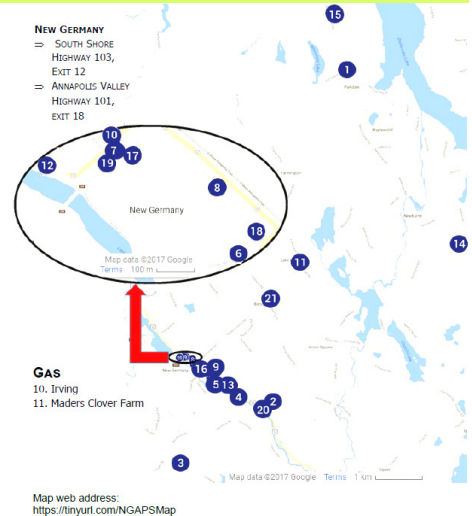 NEW GERMANY
⇒ SOUTH SHORE
HIGHWAY 103,
EXIT 12
⇒ ANNAPOLIS VALLEY
HIGHWAY 101,
EXIT 18
15
1
10
7
17
19
12
8
New Germany
18
6
Map data ©2017 Google
Terms 100 m
11
14
21
16
9
5
13
4
2
20
3
GAS
10. Irving
11. Maders Clover Farm
Map data ©2017 Google Terms 1 km
Map web address:
https://tinyurl.com/NGAPSMap